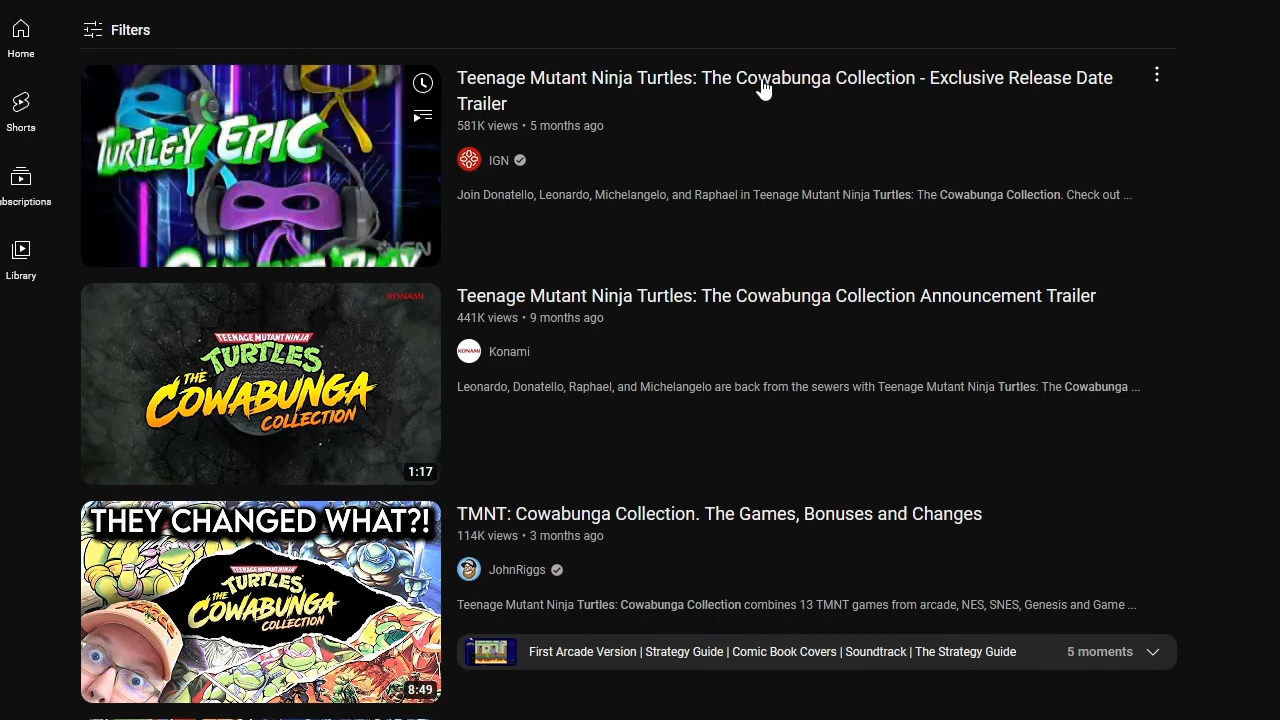 Filters
Home
Shorts
bscriptions
Library
TURTLE-Y EPIC
IGN
Teenage Mutant Ninja Turtles: The Cowabunga Collection - Exclusive Release Date
Trailer
581K views • 5 months ago
IGN
Join Donatello, Leonardo, Michelangelo, and Raphael in Teenage Mutant Ninja Turtles: The Cowabunga Collection. Check out ...
KONAMI
TEENAGE MUTANT NINJA
TURTLES
THE
COWABUNGA
COLLECTION
1:17
Teenage Mutant Ninja Turtles: The Cowabunga Collection Announcement Trailer
441K views • 9 months ago
KONAMI
Konami
Leonardo, Donatello, Raphael, and Michelangelo are back from the sewers with Teenage Mutant Ninja Turtles: The Cowabunga ...
THEY CHANGED WHAT?!
TEENAGE MUTANT NINJA
TURTLES
THE
COWABUNGA
COLLECTION
8:49
TMNT: Cowabunga Collection. The Games, Bonuses and Changes
114K views • 3 months ago
JohnRiggs
Teenage Mutant Ninja Turtles: Cowabunga Collection combines 13 TMNT games from arcade, NES, SNES, Genesis and Game ...
First Arcade Version | Strategy Guide | Comic Book Covers | Soundtrack | The Strategy Guide
5 moments